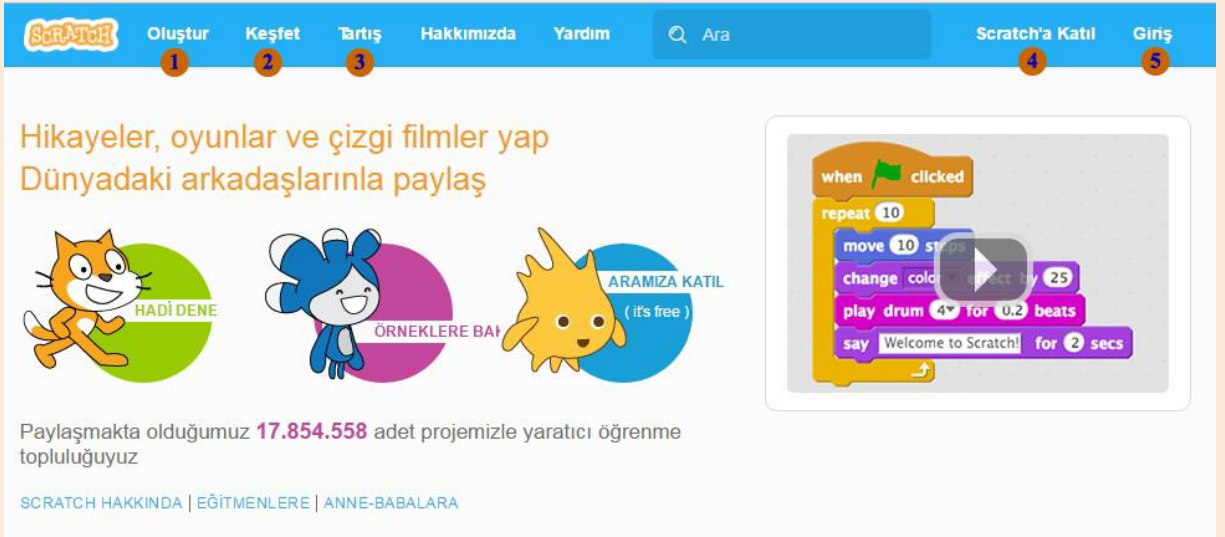 SCRATCH Oluştur Keşfet Tartış Hakkımızda Yardım Ara Scratch'a Katıl Giriş
1 2 3 4 5
Hikayeler, oyunlar ve çizgi filmler yap
Dünyadaki arkadaşlarınla paylaş
HADİ DENE
ÖRNEKLERE BAK
ARAMIZA KATIL
( it's free )
when clicked
repeat 10
move 10 steps
change color effect by 25
play drum 4 for 0.2 beats
say Welcome to Scratch! for 2 secs
Paylaşmakta olduğumuz 17.854.558 adet projemizle yaratıcı öğrenme
topluluğuyuz
SCRATCH HAKKINDA | EĞİTMENLERE | ANNE-BABALARA